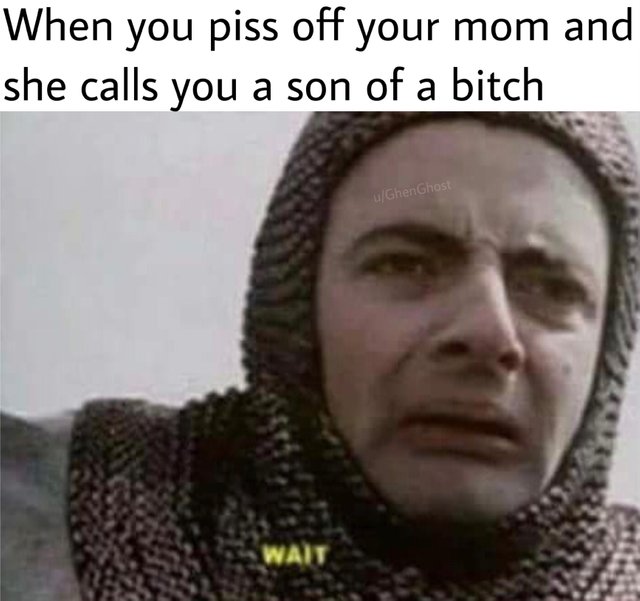 When you piss off your mom and
she calls you a son of a bitch
u/GhenGhost
WAIT